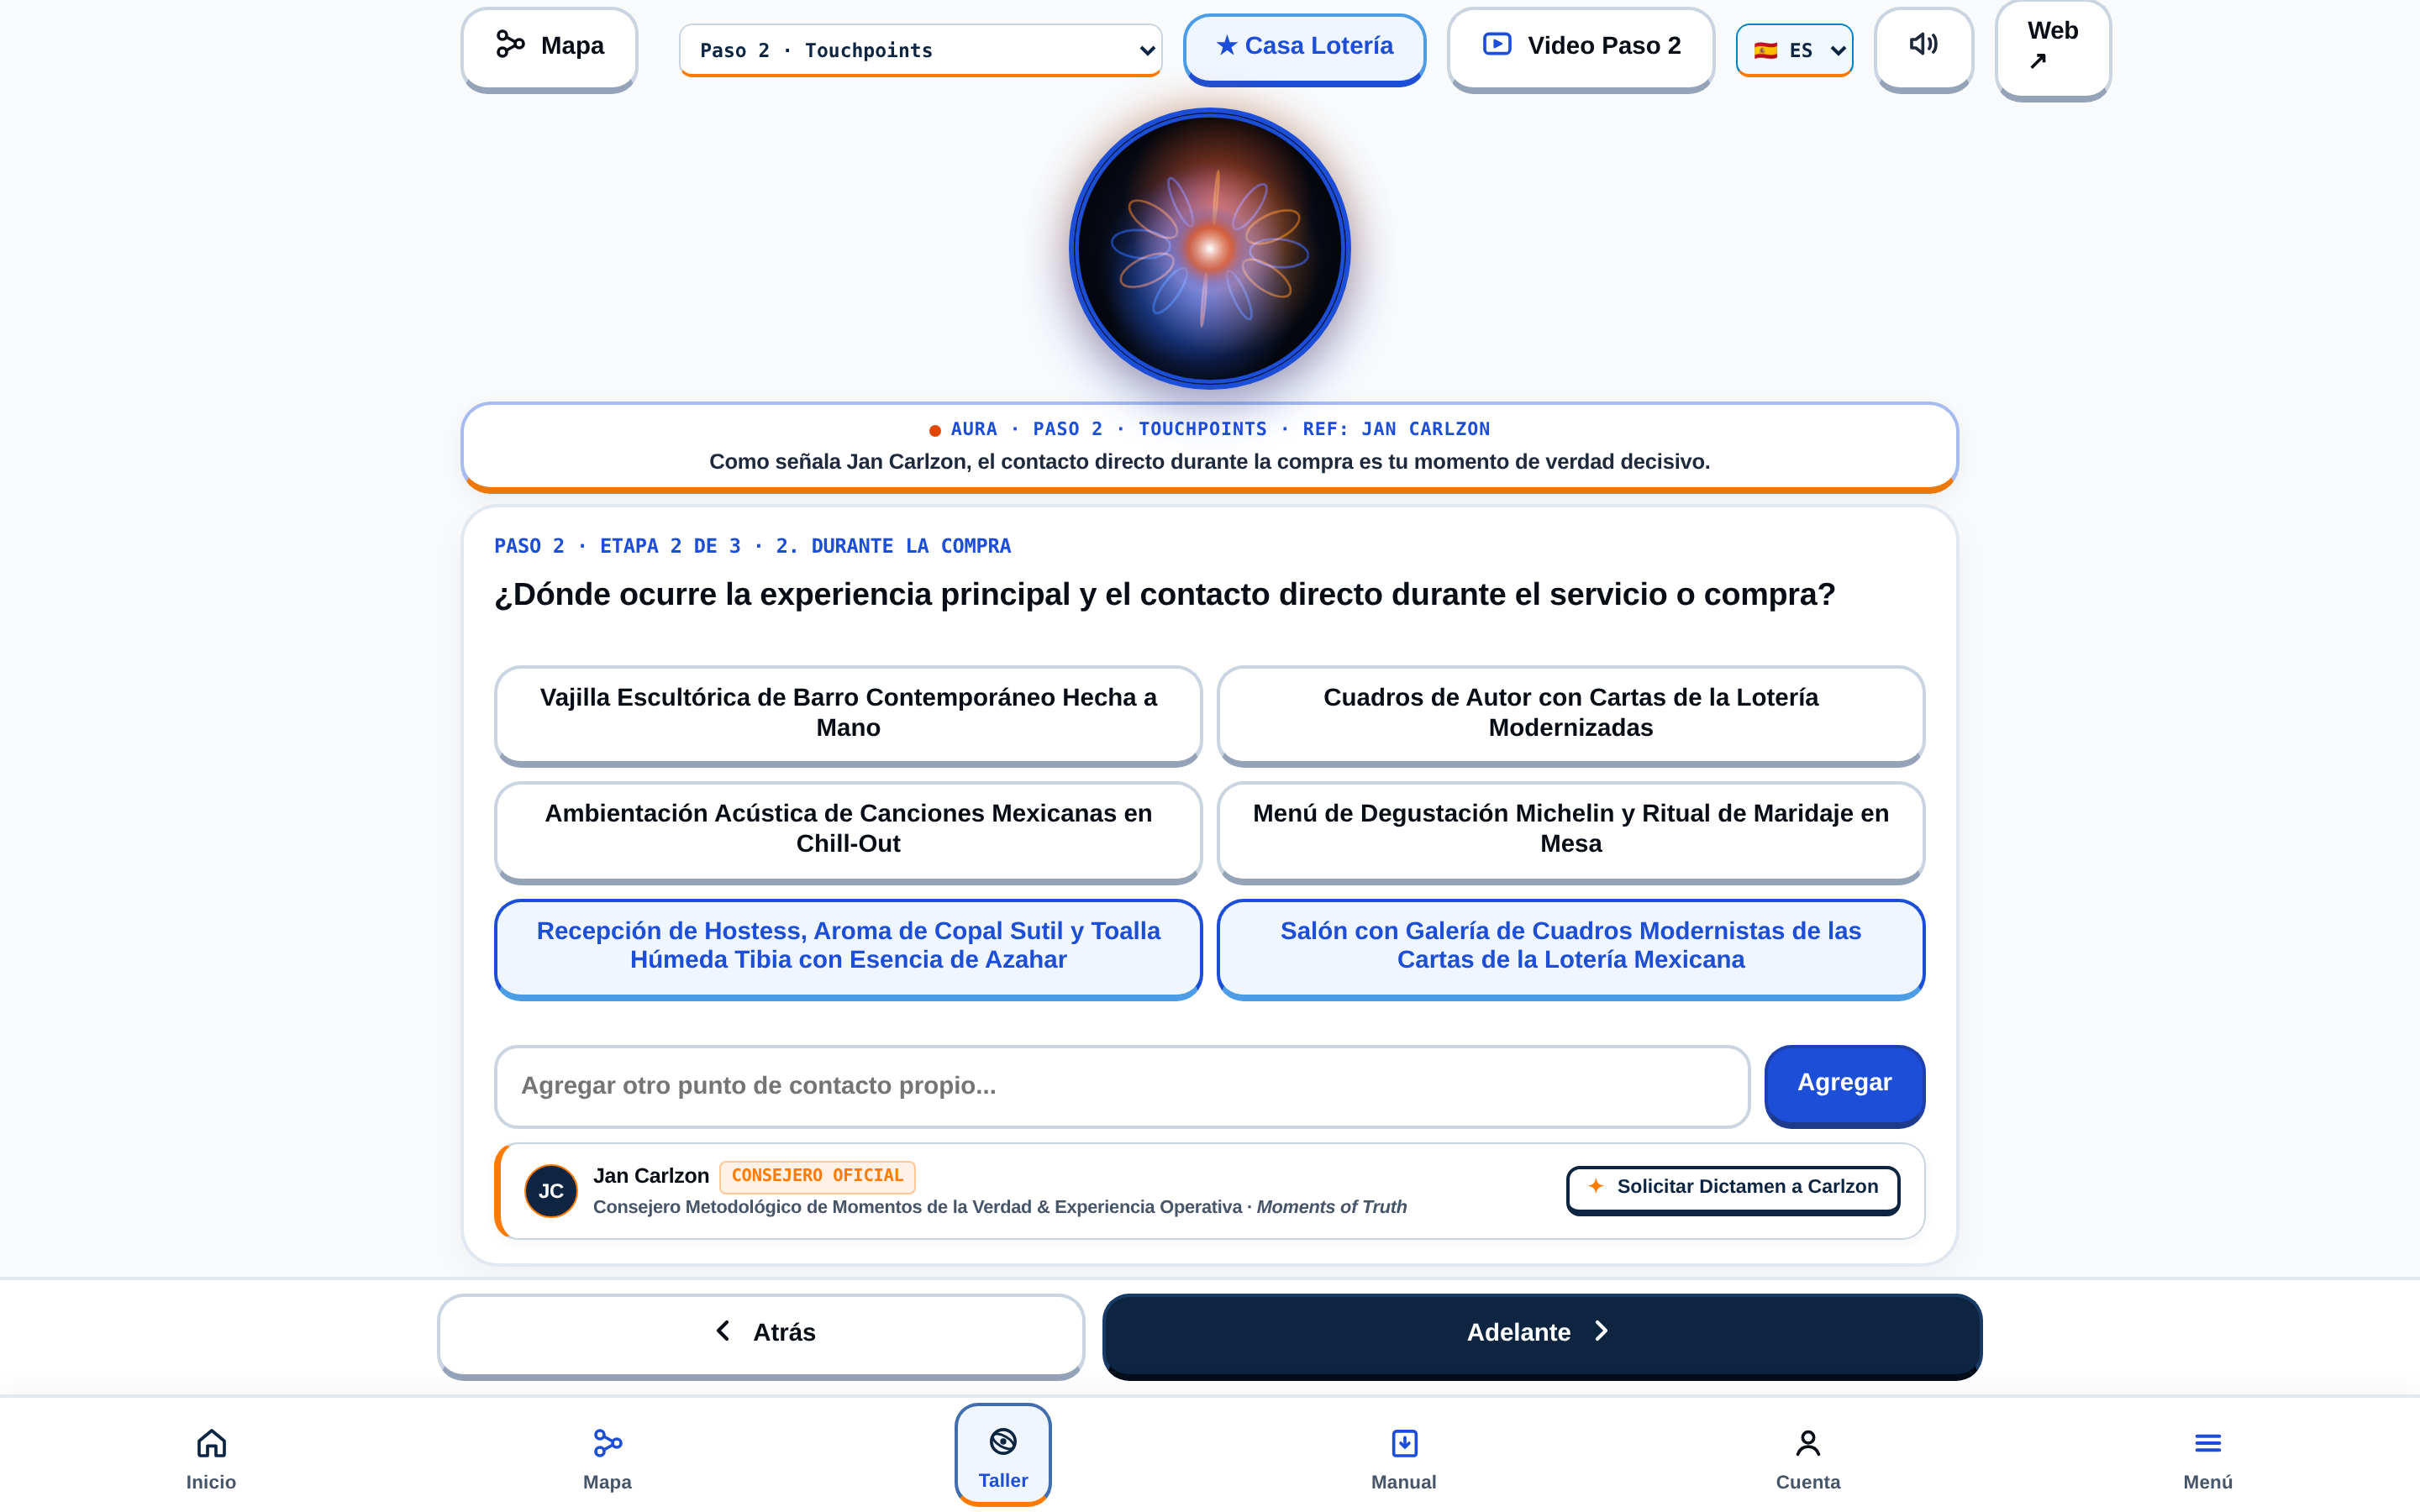 Mapa
Paso 2 · Touchpoints
★ Casa Lotería
Video Paso 2
🇪🇸 ES
Web ↗
AURA · PASO 2 · TOUCHPOINTS · REF: JAN CARLZON
Como señala Jan Carlzon, el contacto directo durante la compra es tu momento de verdad decisivo.
PASO 2 · ETAPA 2 DE 3 · 2. DURANTE LA COMPRA
¿Dónde ocurre la experiencia principal y el contacto directo durante el servicio o compra?
Vajilla Escultórica de Barro Contemporáneo Hecha a
Mano
Cuadros de Autor con Cartas de la Lotería
Modernizadas
Ambientación Acústica de Canciones Mexicanas en
Chill-Out
Menú de Degustación Michelin y Ritual de Maridaje en
Mesa
Recepción de Hostess, Aroma de Copal Sutil y Toalla
Húmeda Tibia con Esencia de Azahar
Salón con Galería de Cuadros Modernistas de las
Cartas de la Lotería Mexicana
Agregar otro punto de contacto propio...
Agregar
JC
Jan Carlzon CONSEJERO OFICIAL
Consejero Metodológico de Momentos de la Verdad & Experiencia Operativa · Moments of Truth
✦ Solicitar Dictamen a Carlzon
Atrás
Adelante
Inicio
Mapa
Taller
Manual
Cuenta
Menú